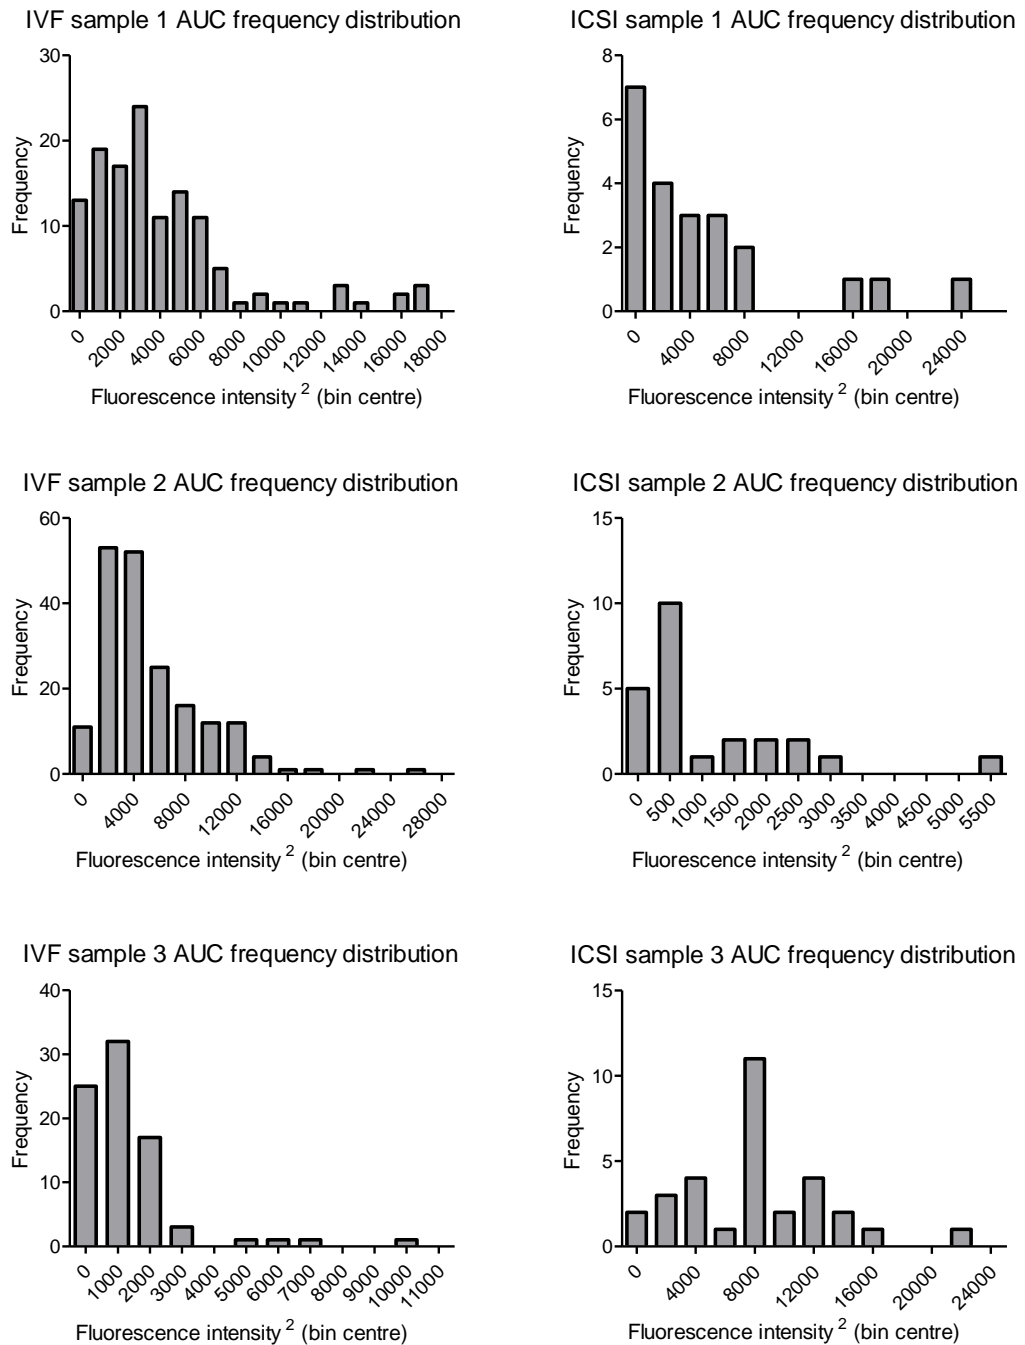 IVF sample 1 AUC frequency distribution
30
20
10
0
Frequency
0 2000 4000 6000 8000 10000 12000 14000 16000 18000
Fluorescence intensity 2 (bin centre)
ICSI sample 1 AUC frequency distribution
8
6
4
2
0
Frequency
0 4000 8000 12000 16000 20000 24000
Fluorescence intensity 2 (bin centre)
IVF sample 2 AUC frequency distribution
60
40
20
0
Frequency
0 4000 8000 12000 16000 20000 24000 28000
Fluorescence intensity 2 (bin centre)
ICSI sample 2 AUC frequency distribution
15
10
5
0
Frequency
0 500 1000 1500 2000 2500 3000 3500 4000 4500 5000 5500
Fluorescence intensity 2 (bin centre)
IVF sample 3 AUC frequency distribution
40
30
20
10
0
Frequency
0 1000 2000 3000 4000 5000 6000 7000 8000 9000 10000 11000
Fluorescence intensity 2 (bin centre)
ICSI sample 3 AUC frequency distribution
15
10
5
0
Frequency
0 4000 8000 12000 16000 20000 24000
Fluorescence intensity 2 (bin centre)